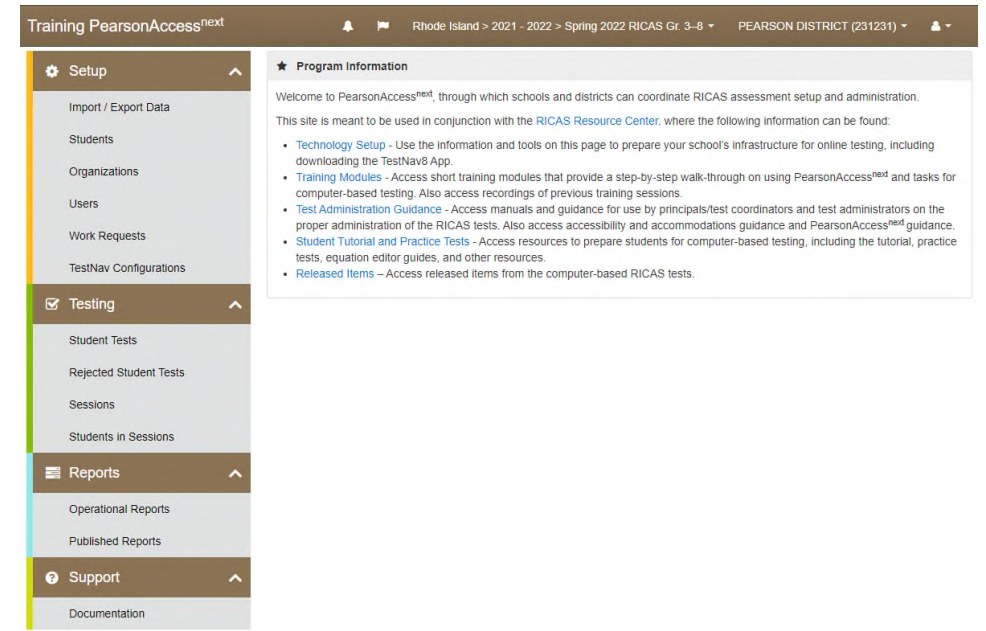 Training PearsonAccessnext
Rhode Island > 2021 - 2022 > Spring 2022 RICAS Gr. 3–8
PEARSON DISTRICT (231231)
Setup
Import / Export Data
Students
Organizations
Users
Work Requests
TestNav Configurations
Testing
Student Tests
Rejected Student Tests
Sessions
Students in Sessions
Reports
Operational Reports
Published Reports
Support
Documentation
Program Information
Welcome to PearsonAccessnext, through which schools and districts can coordinate RICAS assessment setup and administration.
This site is meant to be used in conjunction with the RICAS Resource Center. where the following information can be found:
• Technology Setup - Use the information and tools on this page to prepare your school's infrastructure for online testing, including
downloading the TestNav8 App.
• Training Modules - Access short training modules that provide a step-by-step walk-through on using PearsonAccessnext and tasks for
computer-based testing. Also access recordings of previous training sessions.
• Test Administration Guidance - Access manuals and guidance for use by principals/test coordinators and test administrators on the
proper administration of the RICAS tests. Also access accessibility and accommodations guidance and PearsonAccessnext guidance.
• Student Tutorial and Practice Tests - Access resources to prepare students for computer-based testing, including the tutorial, practice
tests, equation editor guides, and other resources.
• Released Items – Access released items from the computer-based RICAS tests.